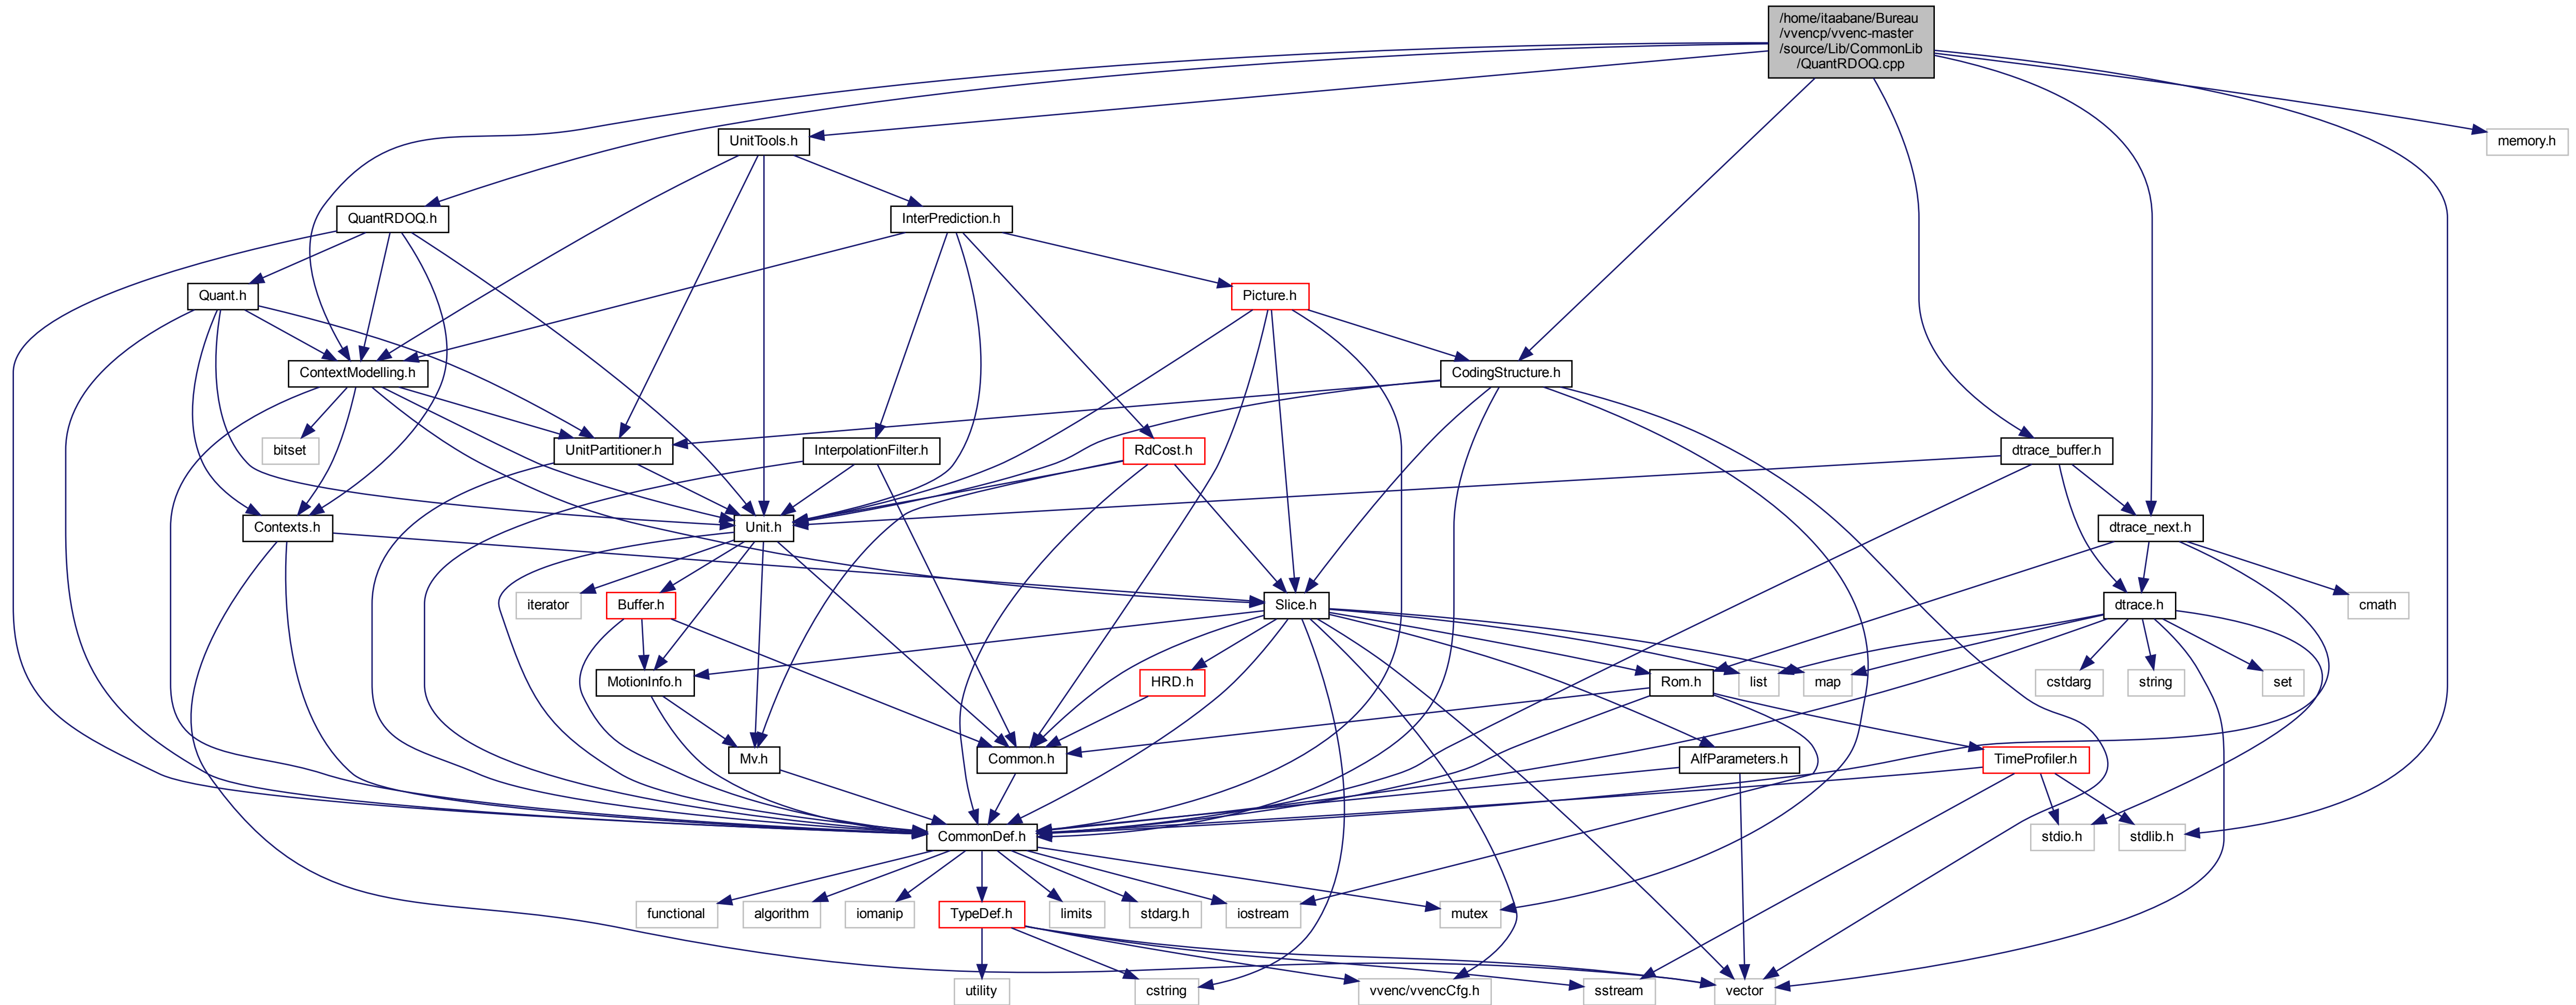 /home/itaabane/Bureau
/vvencp/vvenc-master
/source/Lib/CommonLib
/QuantRDOQ.cpp
UnitTools.h
memory.h
QuantRDOQ.h
InterPrediction.h
Quant.h
Picture.h
ContextModelling.h
CodingStructure.h
bitset
UnitPartitioner.h
InterpolationFilter.h
RdCost.h
dtrace_buffer.h
Contexts.h
Unit.h
dtrace_next.h
iterator
Buffer.h
Slice.h
dtrace.h
cmath
MotionInfo.h
HRD.h
Rom.h
list
map
cstdarg
string
set
Mv.h
Common.h
AlfParameters.h
TimeProfiler.h
CommonDef.h
stdio.h
stdlib.h
functional
algorithm
iomanip
TypeDef.h
limits
stdarg.h
iostream
mutex
utility
cstring
vvenc/vvencCfg.h
sstream
vector